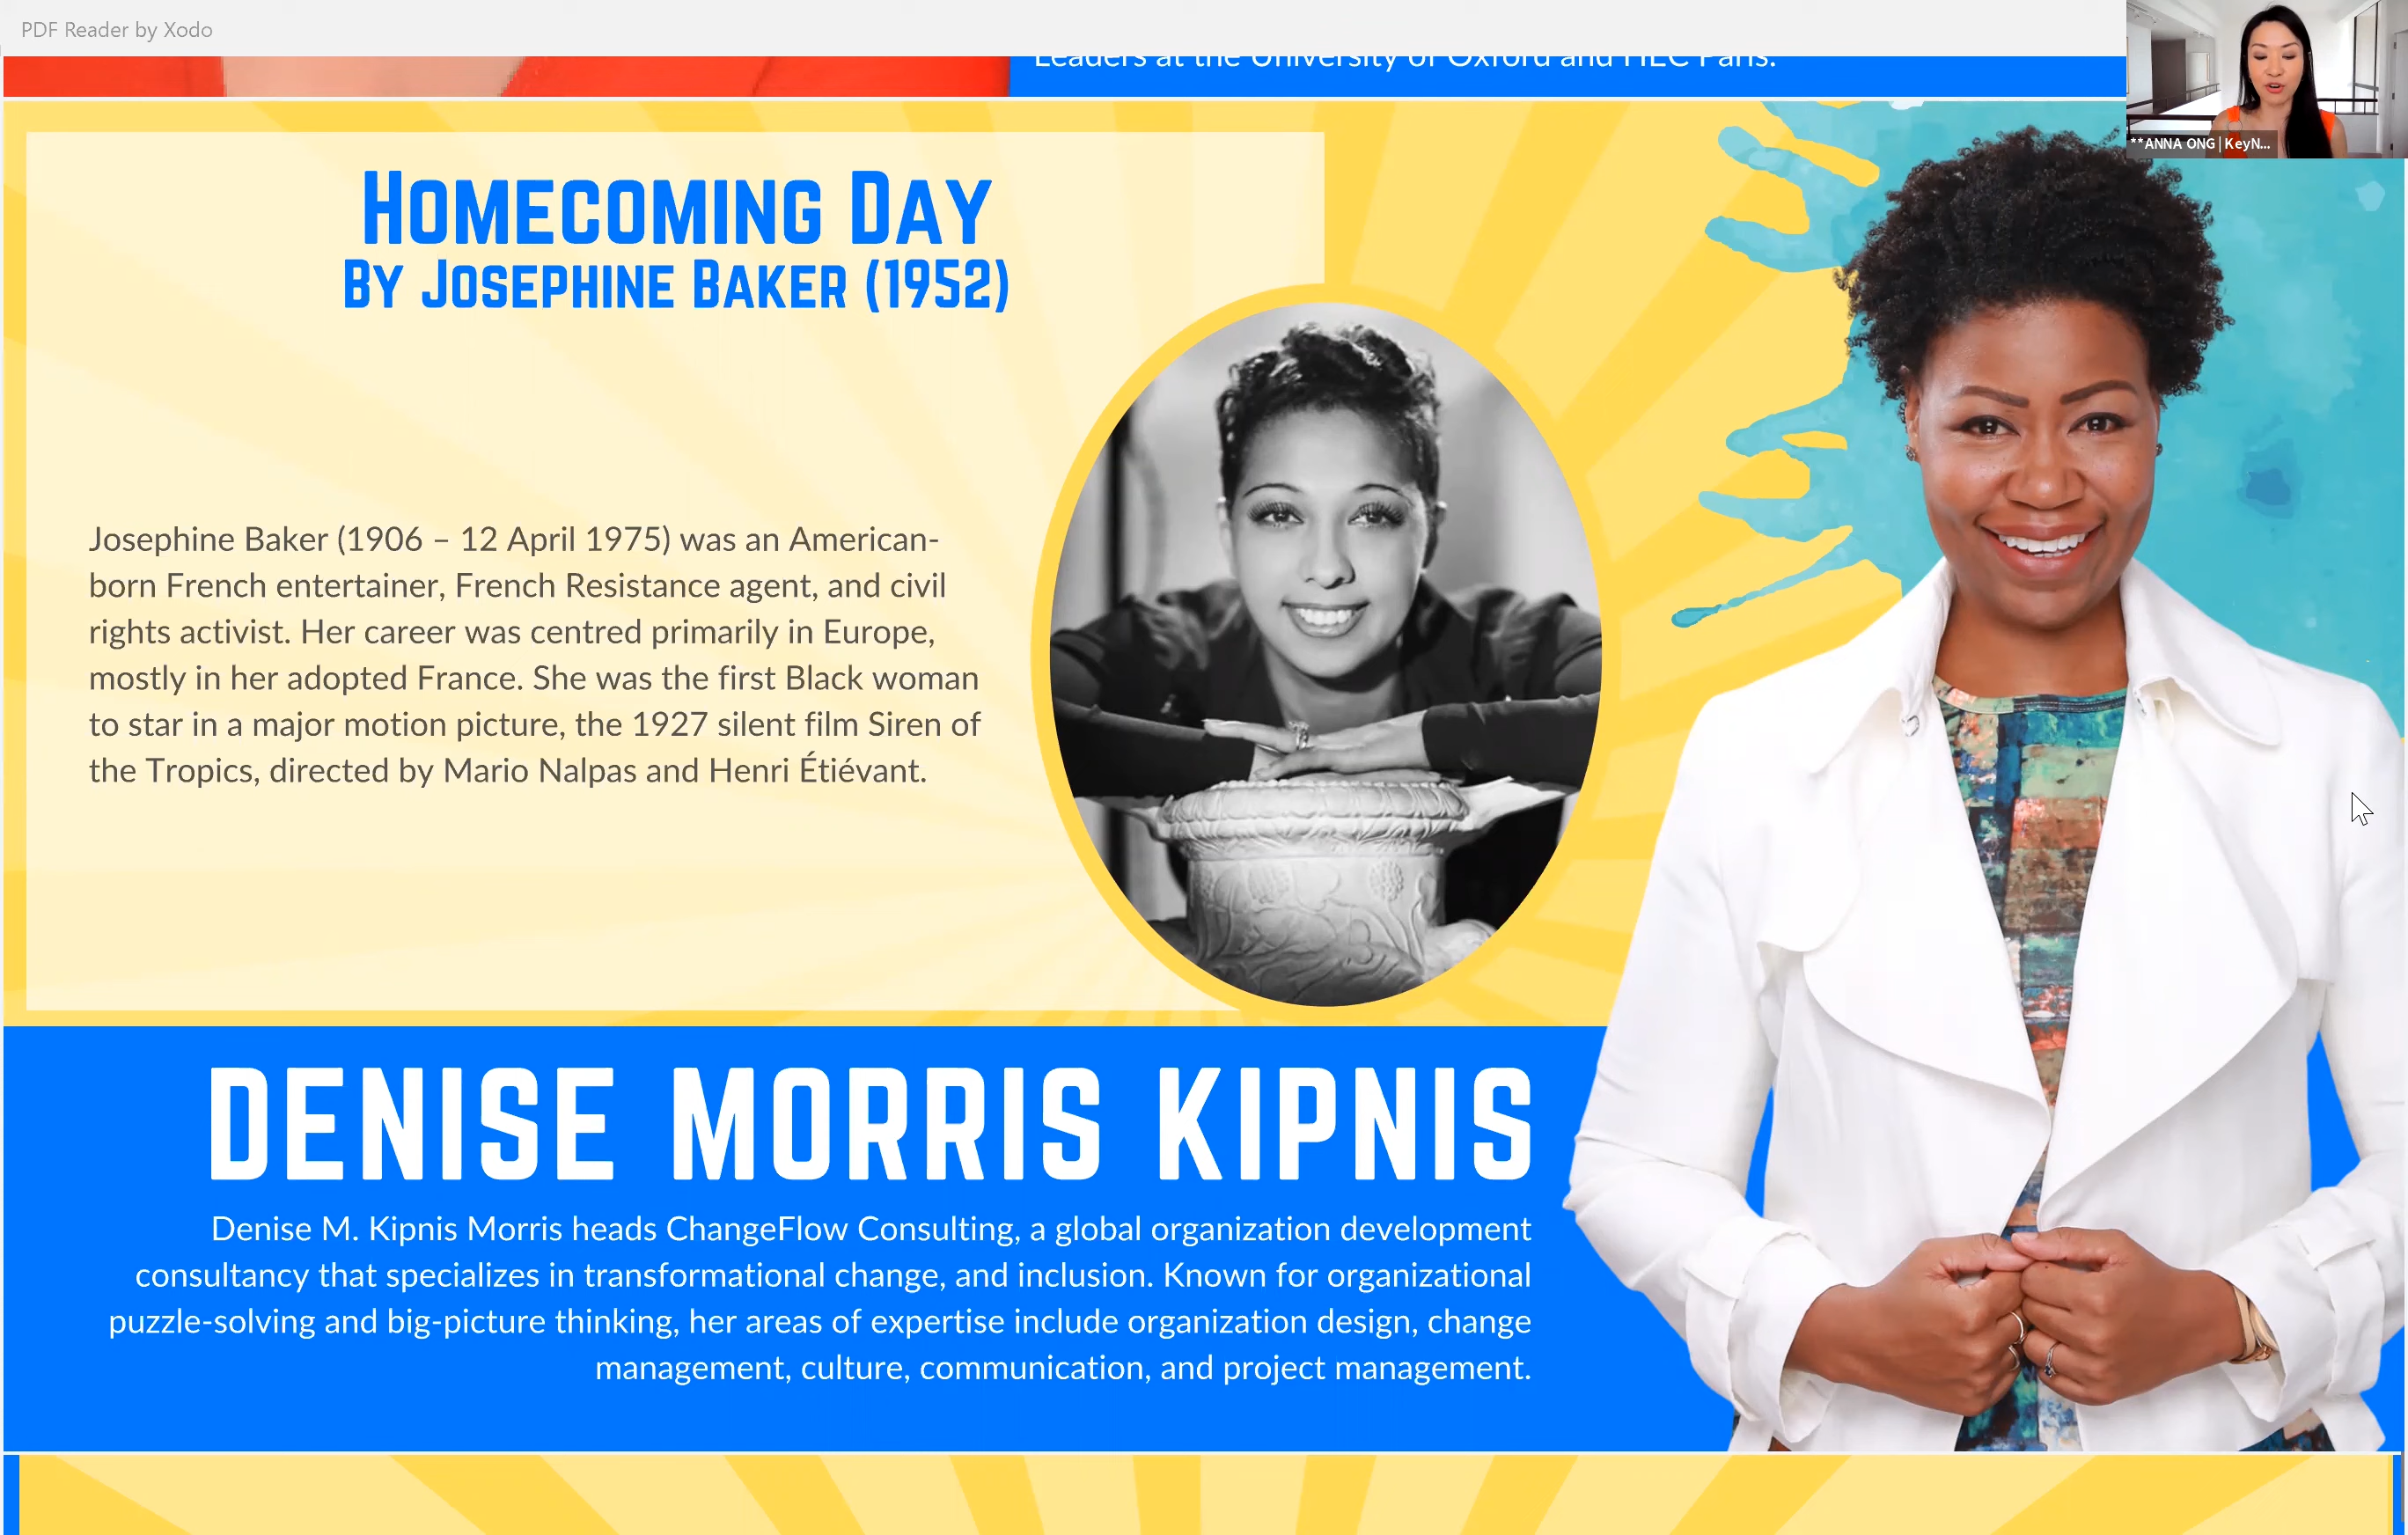 PDF Reader by Xodo
Leaders at the University of Oxford and HEC Paris.
**ANNA ONG | KeyN...
HOMECOMING DAY
BY JOSEPHINE BAKER (1952)
Josephine Baker (1906 – 12 April 1975) was an American-
born French entertainer, French Resistance agent, and civil
rights activist. Her career was centred primarily in Europe,
mostly in her adopted France. She was the first Black woman
to star in a major motion picture, the 1927 silent film Siren of
the Tropics, directed by Mario Nalpas and Henri Étiévant.
DENISE MORRIS KIPNIS
Denise M. Kipnis Morris heads ChangeFlow Consulting, a global organization development
consultancy that specializes in transformational change, and inclusion. Known for organizational
puzzle-solving and big-picture thinking, her areas of expertise include organization design, change
management, culture, communication, and project management.